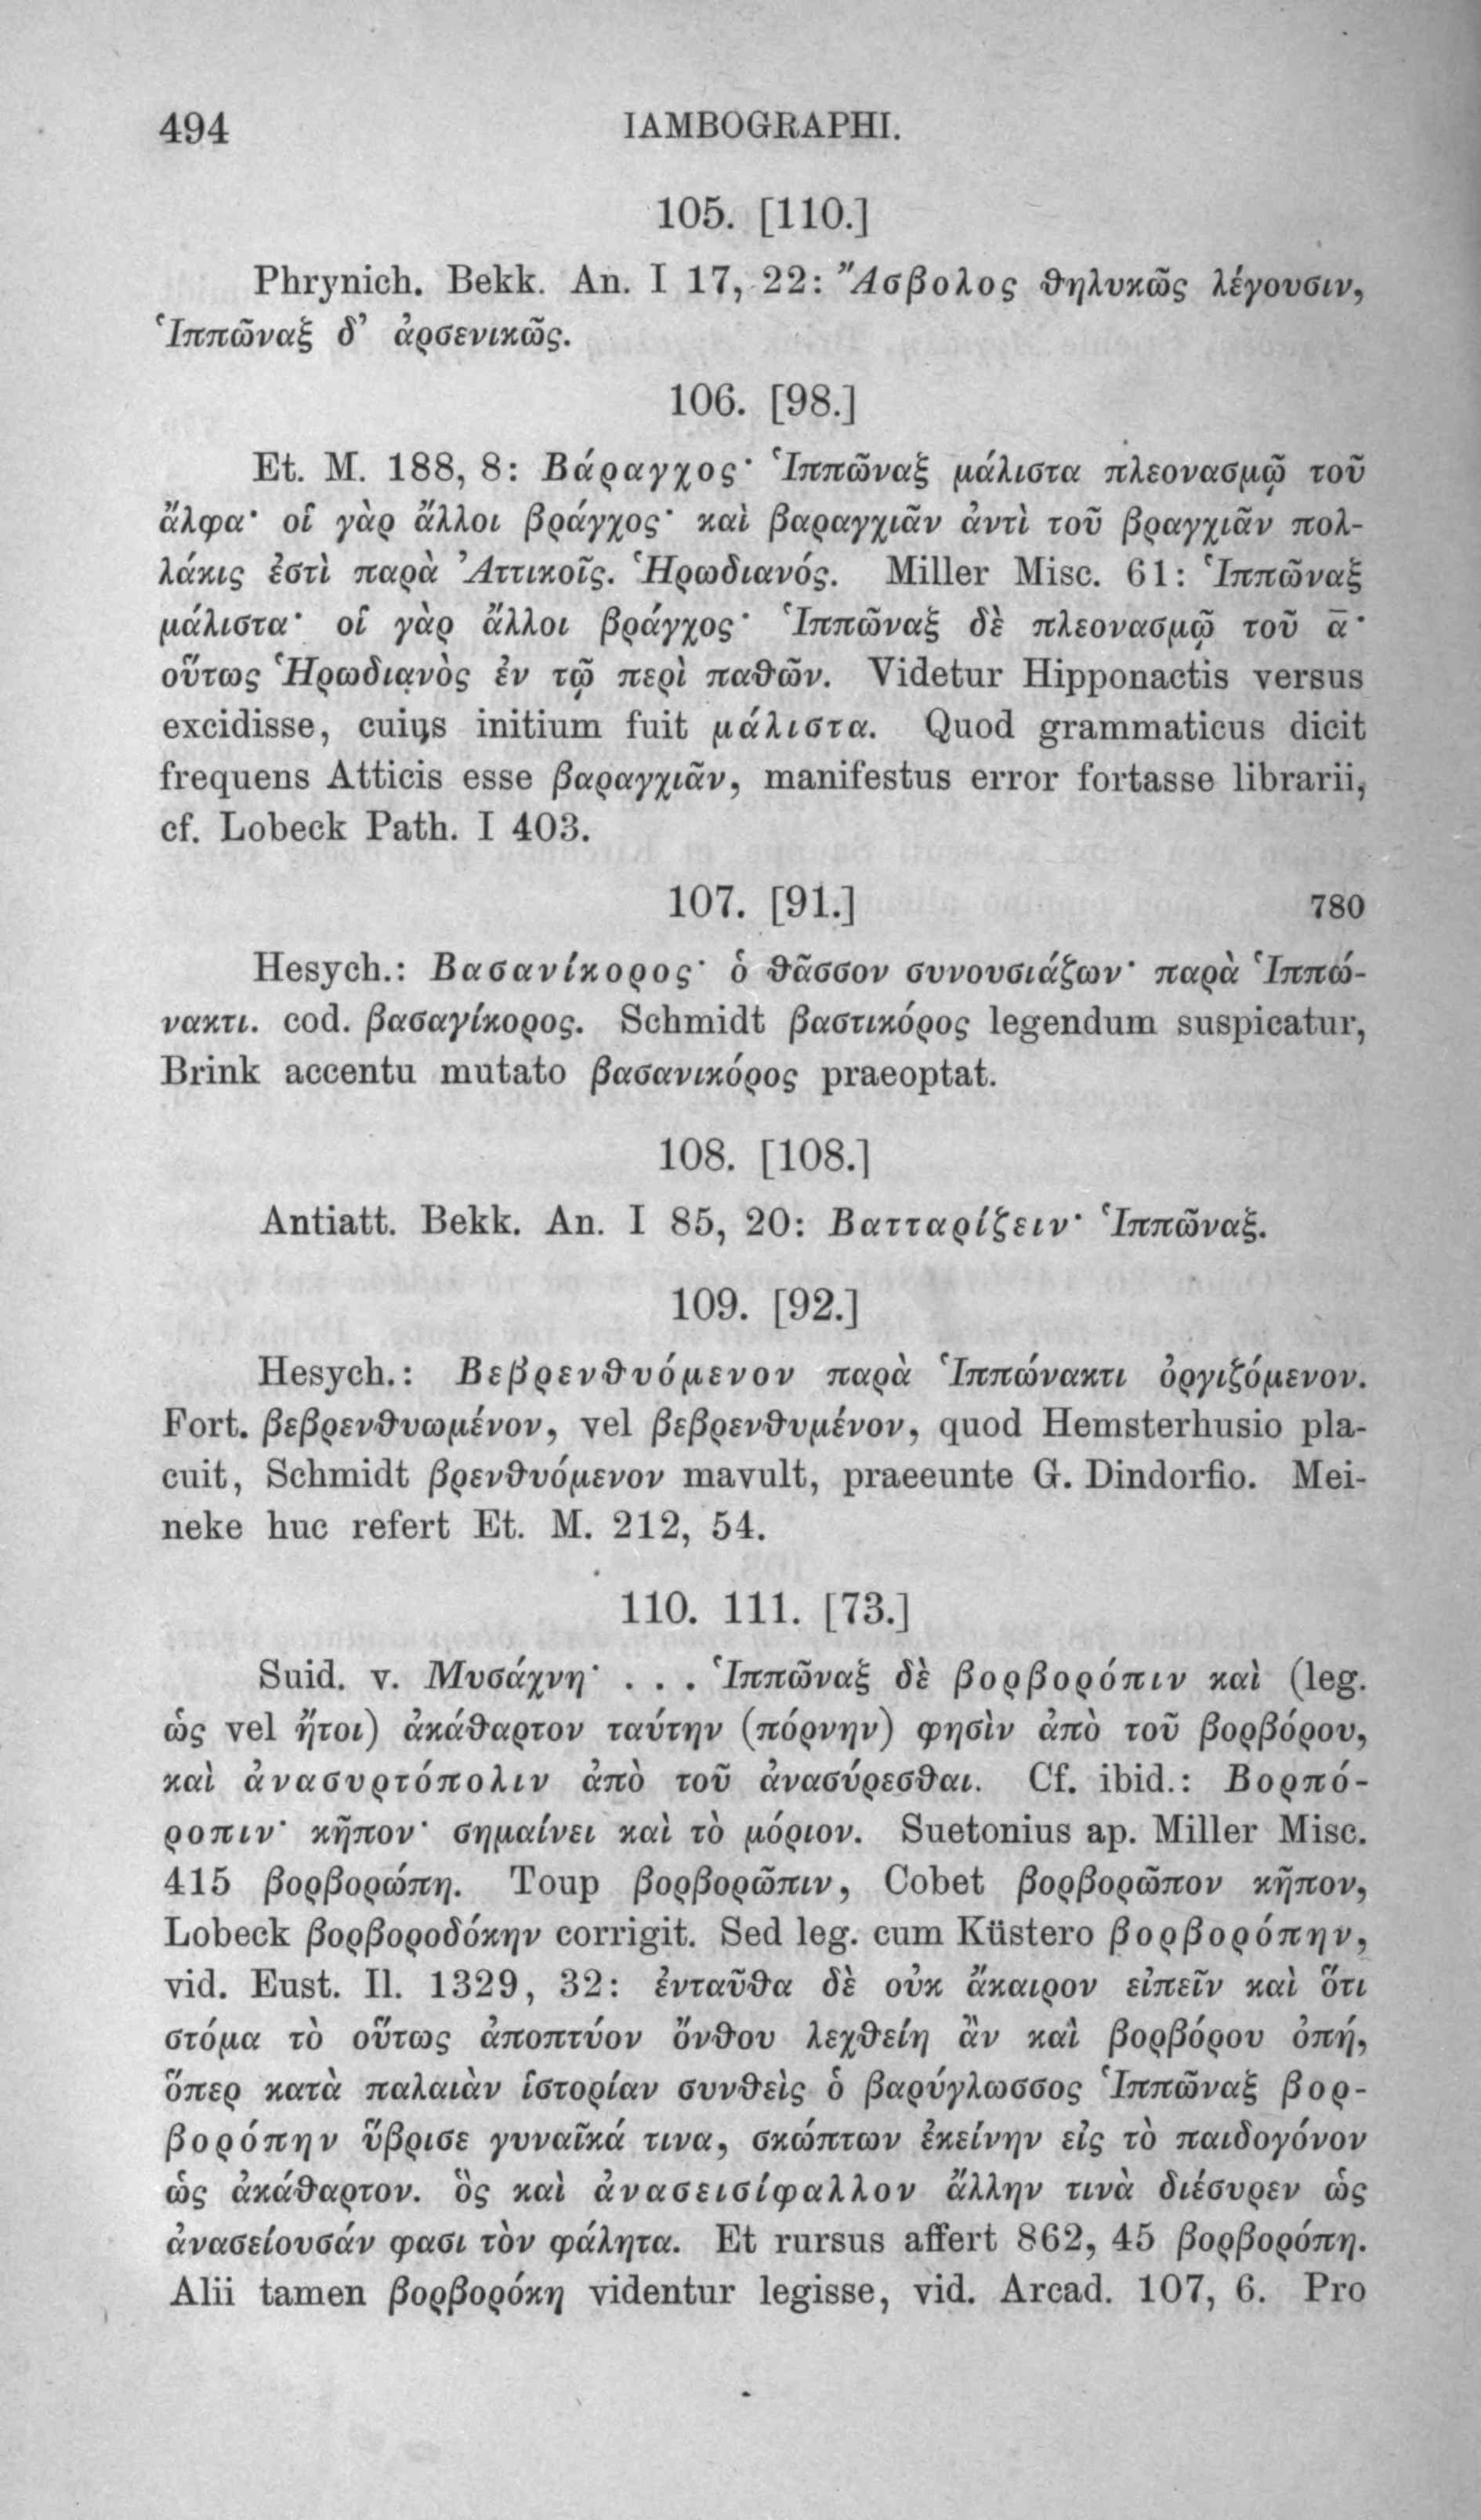 494 IAMBOGRAPHI.
105. [110.]
Phrynich. Bekk. An. I 17, 22: Ἄσβολος θηλυκῶς λέγουσιν,
Ἱππῶναξ δ’ ἀρσενικῶς.
106. [98.]
Et. M. 188, 8: Βάραγχος· Ἱππῶναξ μάλιστα πλεονασμῷ τοῦ
ἄλφα· οἱ γὰρ ἄλλοι βράγχος· καὶ βαραγχιᾶν ἀντὶ τοῦ βραγχιᾶν πολ-
λάκις ἐστὶ παρὰ Ἀττικοῖς. Ἡρωδιανός. Miller Misc. 61: Ἱππῶναξ
μάλιστα· οἱ γὰρ ἄλλοι βράγχος· Ἱππῶναξ δὲ πλεονασμῷ τοῦ ᾱ·
οὕτως Ἡρωδιανὸς ἐν τῷ περὶ παθῶν. Videtur Hipponactis versus
excidisse, cuius initium fuit μάλιστα. Quod grammaticus dicit
frequens Atticis esse βαραγχιᾶν, manifestus error fortasse librarii,
cf. Lobeck Path. I 403.
107. [91.] 780
Hesych.: Βασανίκορος· ὁ θᾶσσον συνουσιάζων· παρὰ Ἱππώ-
νακτι. cod. βασαγίκορος. Schmidt βαστικόρος legendum suspicatur,
Brink accentu mutato βασανικόρος praeoptat.
108. [108.]
Antiatt. Bekk. An. I 85, 20: Βατταρίζειν· Ἱππῶναξ.
109. [92.]
Hesych.: Βεβρενθυόμενον παρὰ Ἱππώνακτι ὀργιζόμενον.
Fort. βεβρενθυωμένον, vel βεβρενθυμένον, quod Hemsterhusio pla-
cuit, Schmidt βρενθυόμενον mavult, praeeunte G. Dindorfio. Mei-
neke huc refert Et. M. 212, 54.
110. 111. [73.]
Suid. v. Μυσάχνη· . . . Ἱππῶναξ δὲ βορβορόπιν καὶ (leg.
ὡς vel ἤτοι) ἀκάθαρτον ταύτην (πόρνην) φησὶν ἀπὸ τοῦ βορβόρου,
καὶ ἀνασυρτόπολιν ἀπὸ τοῦ ἀνασύρεσθαι. Cf. ibid.: Βορπό-
ροπιν· κῆπον· σημαίνει καὶ τὸ μόριον. Suetonius ap. Miller Misc.
415 βορβορώπη. Toup βορβορῶπιν, Cobet βορβορῶπον κῆπον,
Lobeck βορβοροδόκην corrigit. Sed leg. cum Küstero βορβορόπην,
vid. Eust. Il. 1329, 32: ἐνταῦθα δὲ οὐκ ἄκαιρον εἰπεῖν καὶ ὅτι
στόμα τὸ οὕτως ἀποπτύον ὄνθου λεχθείη ἂν καὶ βορβόρου ὀπή,
ὅπερ κατὰ παλαιὰν ἱστορίαν συνθεὶς ὁ βαρύγλωσσος Ἱππῶναξ βορ-
βορόπην ὕβρισε γυναῖκά τινα, σκώπτων ἐκείνην εἰς τὸ παιδογόνον
ὡς ἀκάθαρτον. ὃς καὶ ἀνασεισίφαλλον ἄλλην τινὰ διέσυρεν ὡς
ἀνασείουσάν φασι τὸν φάλητα. Et rursus affert 862, 45 βορβορόπη.
Alii tamen βορβορόκη videntur legisse, vid. Arcad. 107, 6. Pro